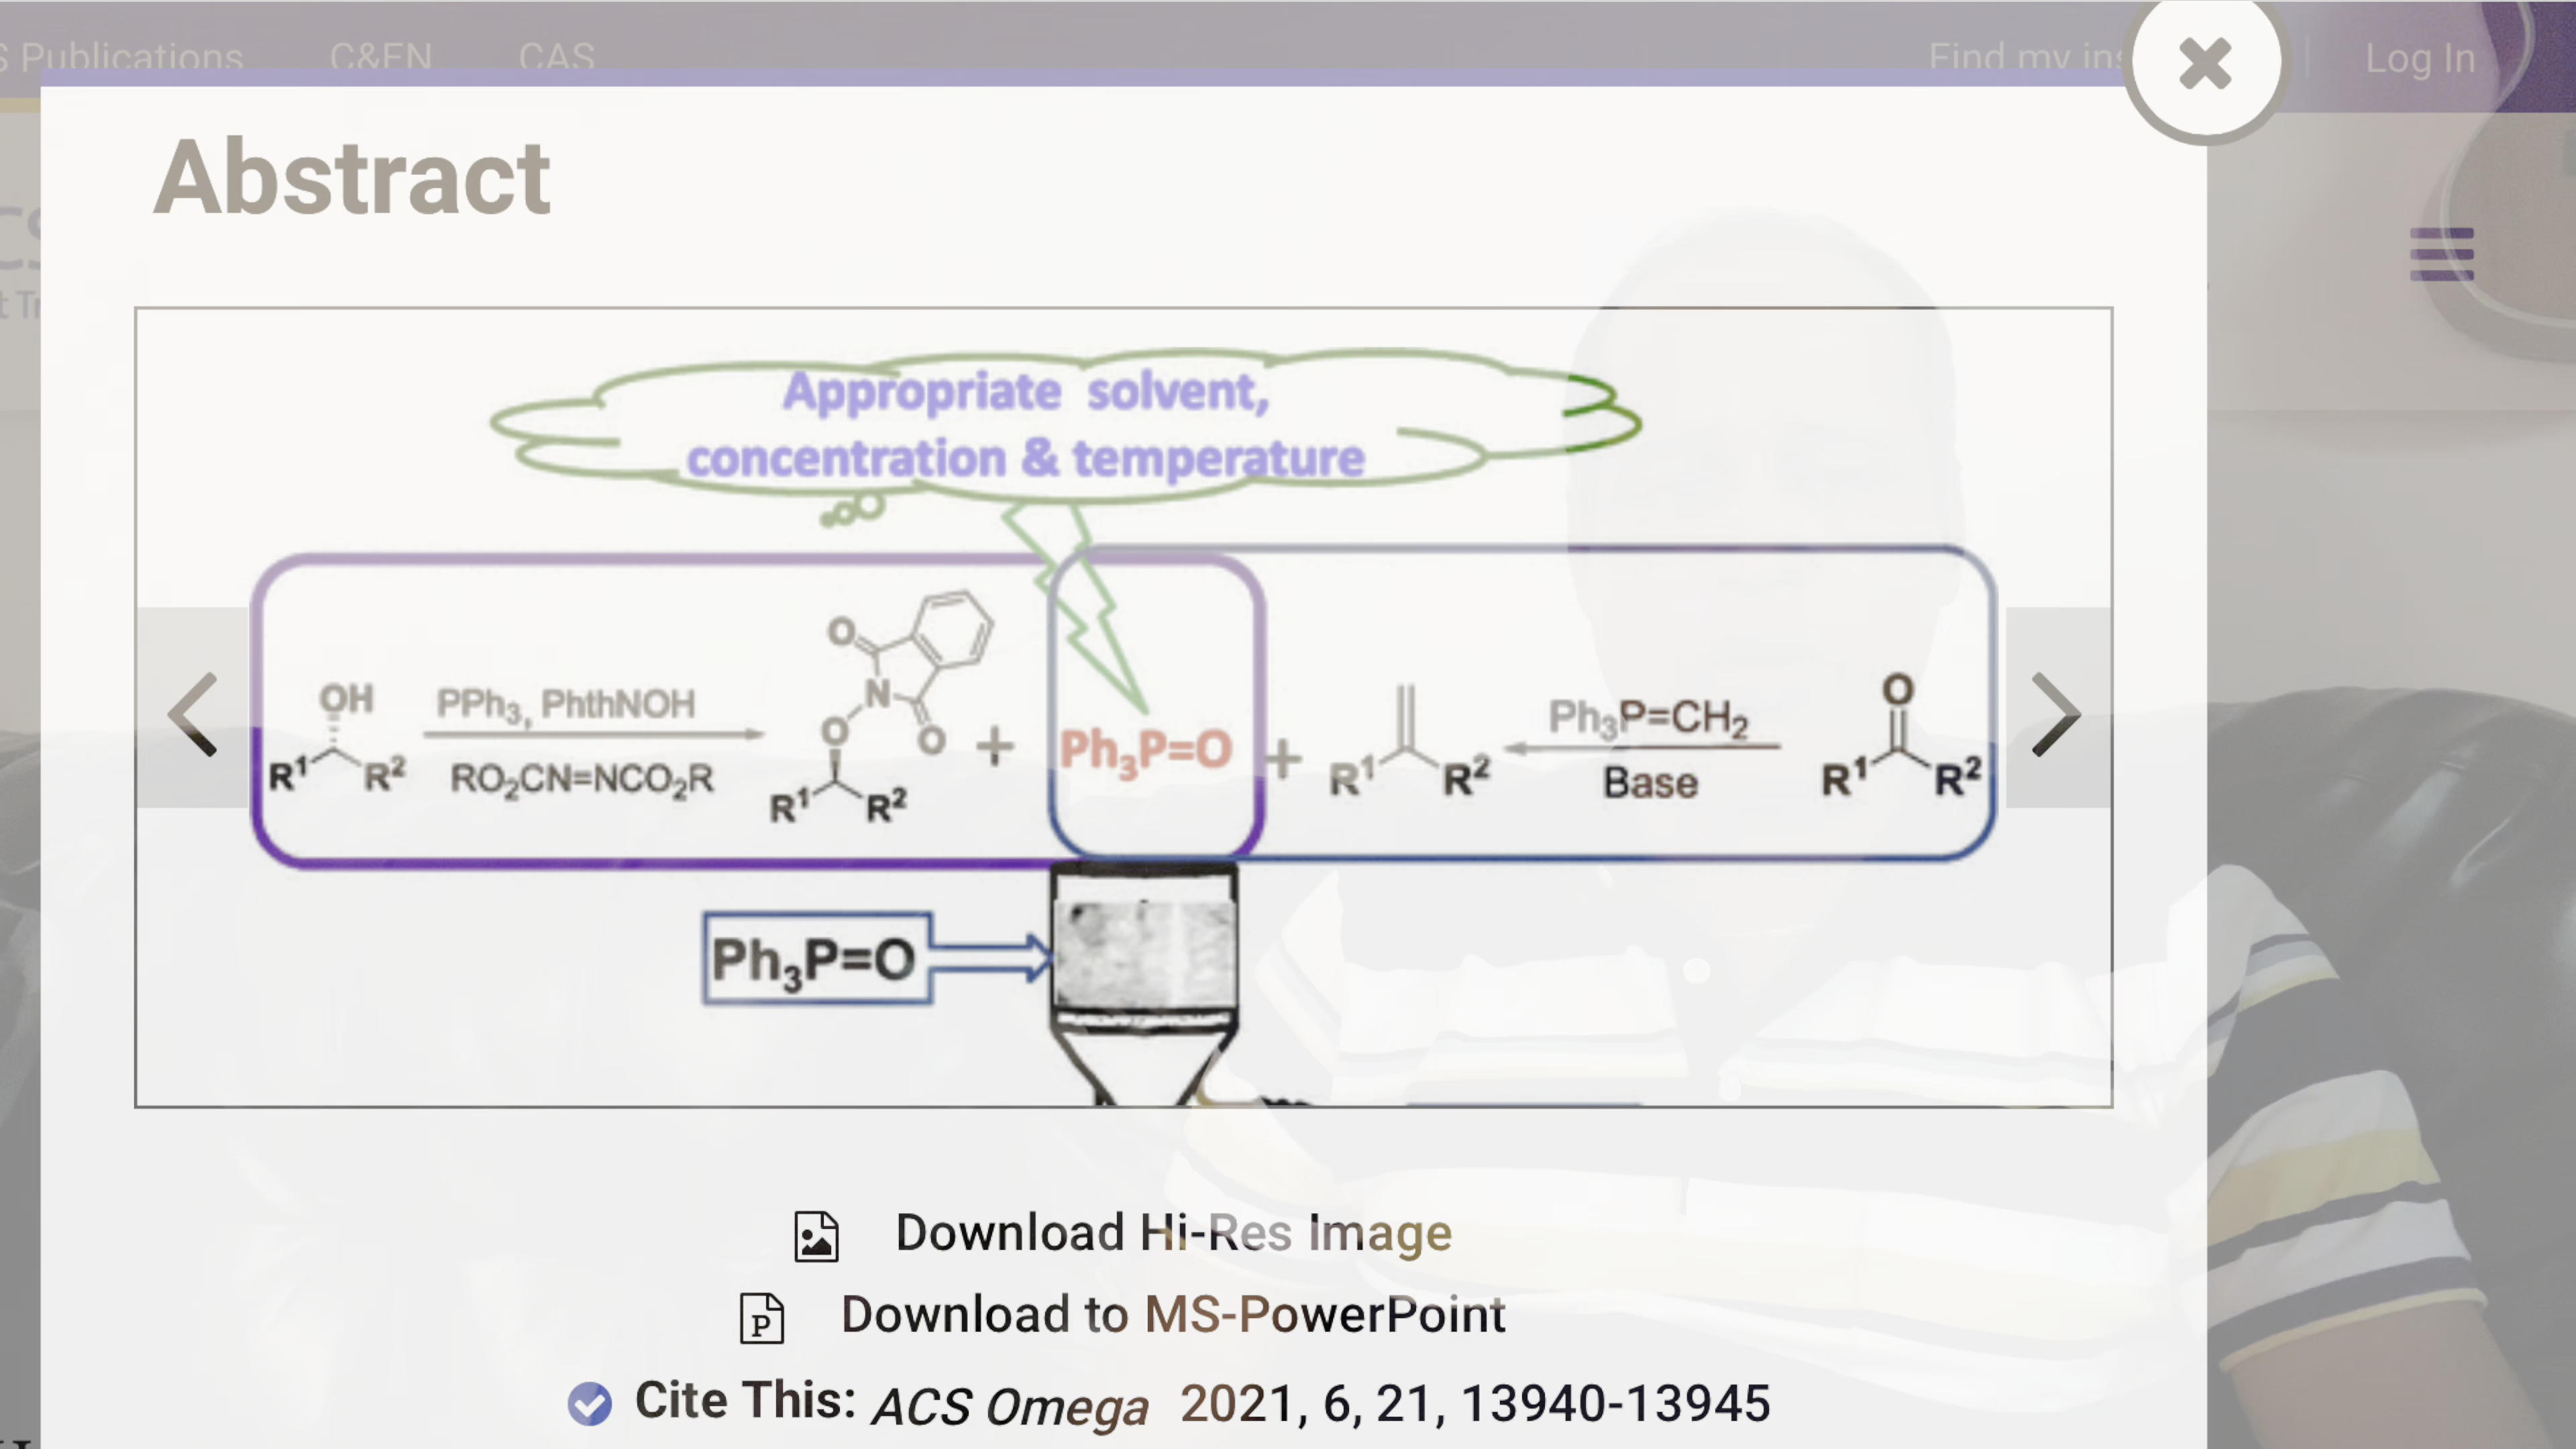 S Publications C&EN CAS Find my ins Log In
Abstract
Appropriate solvent,
concentration & temperature
OH
R¹ R²
PPh₃, PhthNOH
RO₂CN=NCO₂R
O
N
O
O
R¹ R²
+
Ph₃P=O
+
R¹ R²
Ph₃P=CH₂
Base
O
R¹ R²
Ph₃P=O
Download Hi-Res Image
P
Download to MS-PowerPoint
Cite This: ACS Omega 2021, 6, 21, 13940-13945